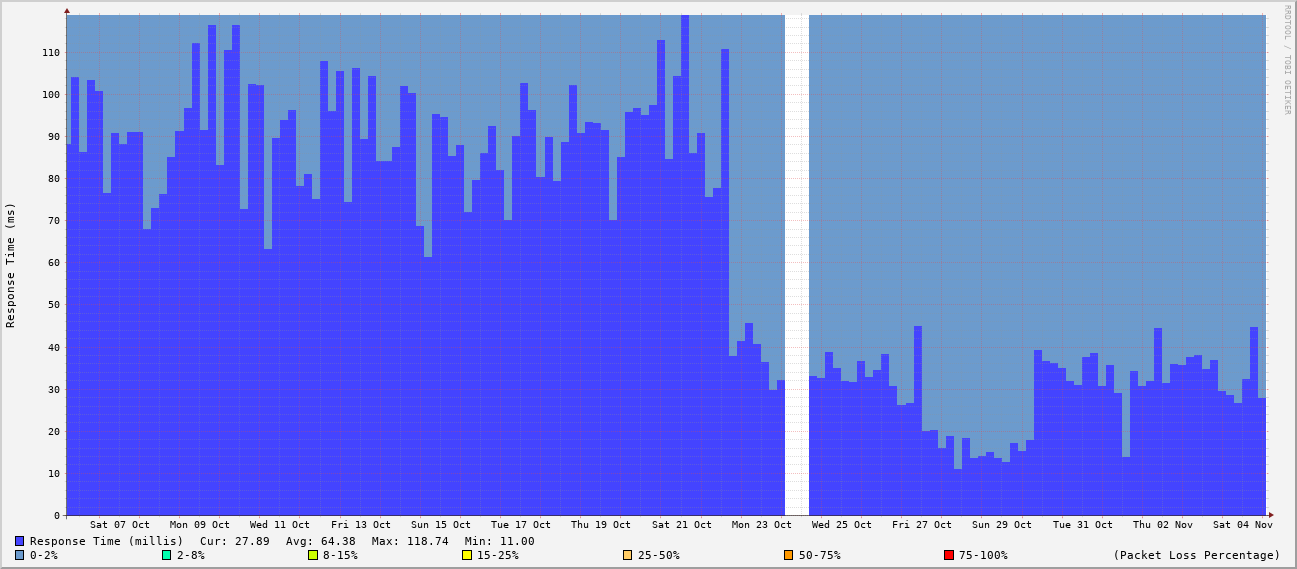 RRDTOOL / TOBI OETIKER
Response Time (ms)
110
100
90
80
70
60
50
40
30
20
10
0
Sat 07 Oct Mon 09 Oct Wed 11 Oct Fri 13 Oct Sun 15 Oct Tue 17 Oct Thu 19 Oct Sat 21 Oct Mon 23 Oct Wed 25 Oct Fri 27 Oct Sun 29 Oct Tue 31 Oct Thu 02 Nov Sat 04 Nov
Response Time (millis) Cur: 27.89 Avg: 64.38 Max: 118.74 Min: 11.00
0-2% 2-8% 8-15% 15-25% 25-50% 50-75% 75-100% (Packet Loss Percentage)